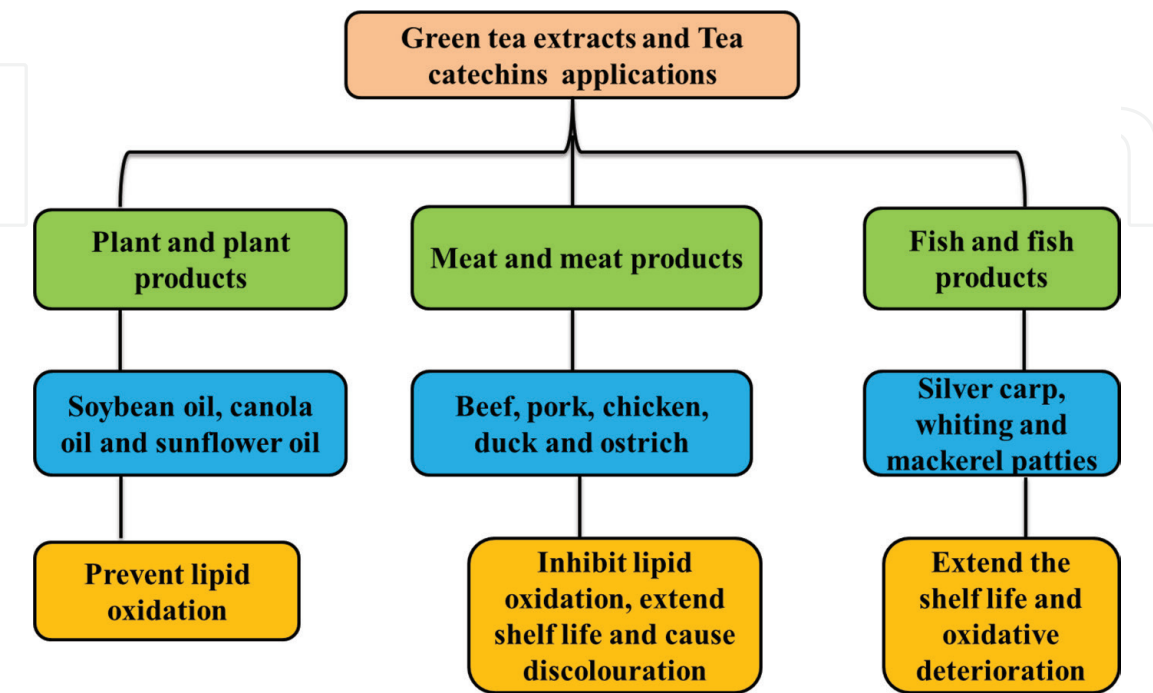 Green tea extracts and Tea
catechins applications
Plant and plant
products
Meat and meat products
Fish and fish
products
Soybean oil, canola
oil and sunflower oil
Beef, pork, chicken,
duck and ostrich
Silver carp,
whiting and
mackerel patties
Prevent lipid
oxidation
Inhibit lipid
oxidation, extend
shelf life and cause
discolouration
Extend the
shelf life and
oxidative
deterioration